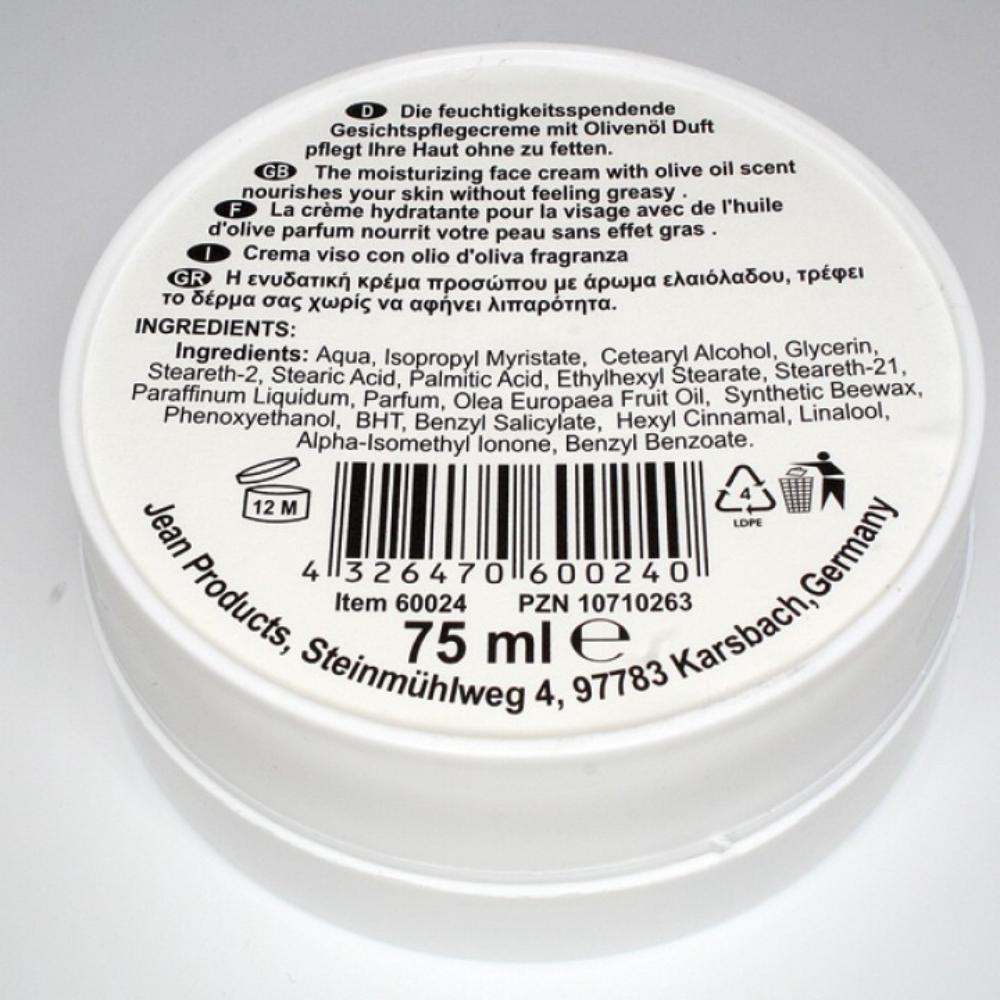 D Die feuchtigkeitsspendende
Gesichtspflegecreme mit Olivenöl Duft
pflegt Ihre Haut ohne zu fetten.
GB The moisturizing face cream with olive oil scent
nourishes your skin without feeling greasy .
F La crème hydratante pour la visage avec de l'huile
d'olive parfum nourrit votre peau sans effet gras .
I Crema viso con olio d'oliva fragranza
GR Η ενυδατική κρέμα προσώπου με άρωμα ελαιόλαδου, τρέφει
το δέρμα σας χωρίς να αφήνει λιπαρότητα.
INGREDIENTS:
Ingredients: Aqua, Isopropyl Myristate, Cetearyl Alcohol, Glycerin,
Steareth-2, Stearic Acid, Palmitic Acid, Ethylhexyl Stearate, Steareth-21,
Paraffinum Liquidum, Parfum, Olea Europaea Fruit Oil, Synthetic Beewax,
Phenoxyethanol, BHT, Benzyl Salicylate, Hexyl Cinnamal, Linalool,
Alpha-Isomethyl Ionone, Benzyl Benzoate.
12 M
4
LDPE
4 326470 600240
Item 60024 PZN 10710263
75 ml e
Jean Products, Steinmühlweg 4, 97783 Karsbach,Germany